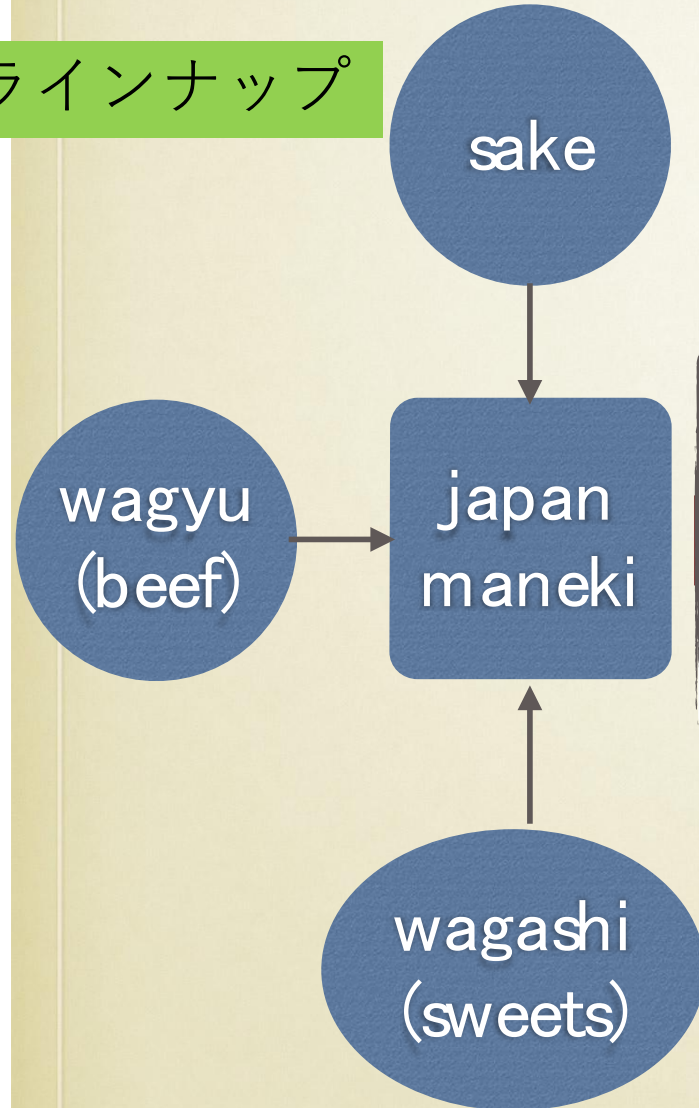 ラインナップ
sake
wagyu
(beef)
japan
maneki
wagashi
(sweets)